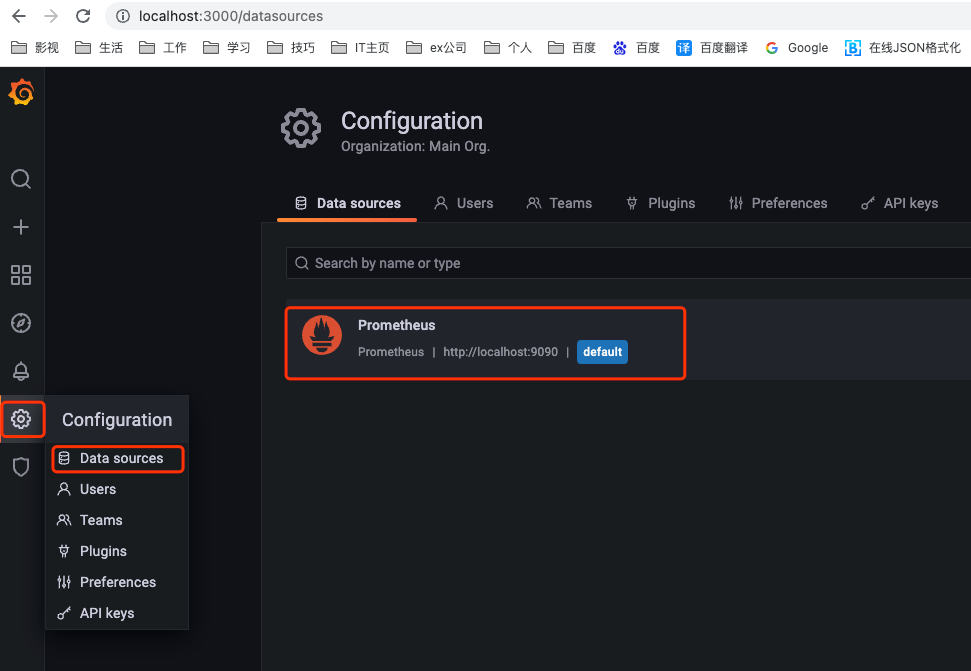 localhost:3000/datasources
影视 生活 工作 学习 技巧 IT主页 ex公司 个人 百度 百度 译 百度翻译 Google 在线JSON格式化
Configuration
Organization: Main Org.
Data sources Users Teams Plugins Preferences API keys
Search by name or type
Prometheus
Prometheus | http://localhost:9090 | default
Configuration
Data sources
Users
Teams
Plugins
Preferences
API keys